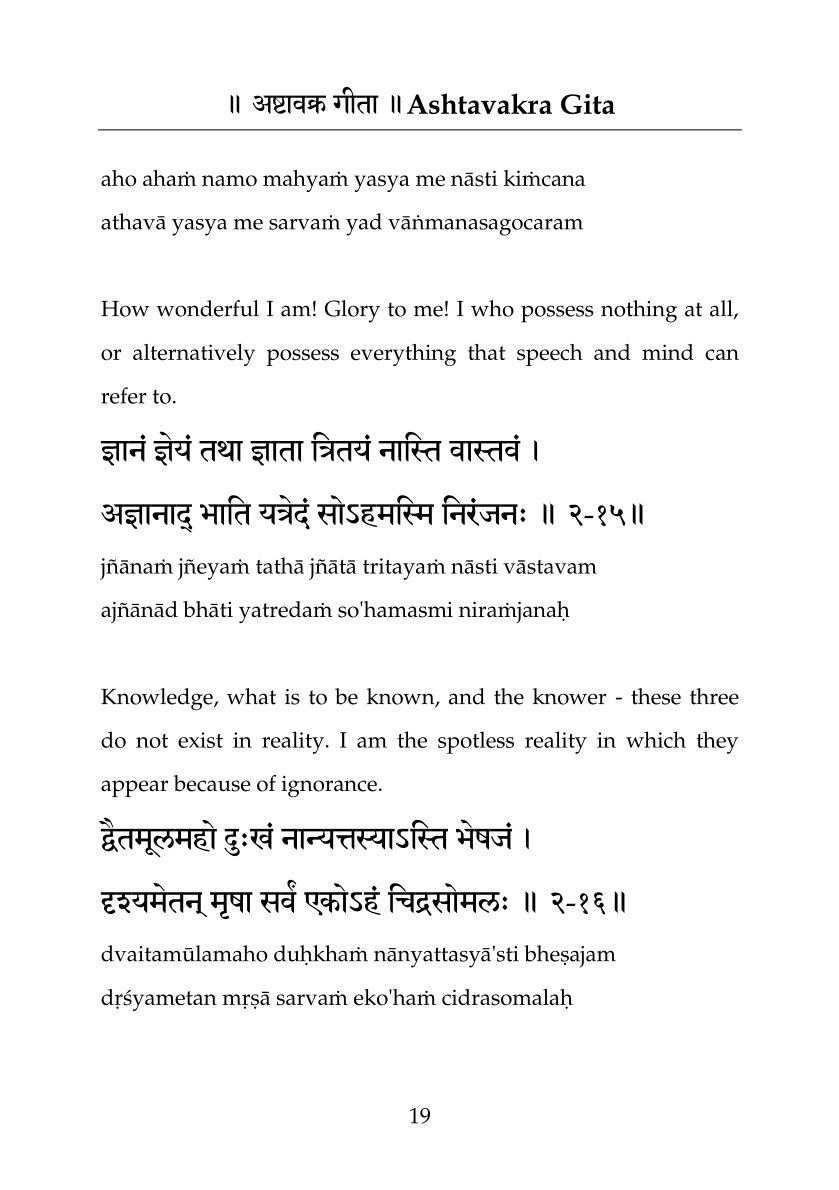 ॥ अष्टावक्र गीता ॥ Ashtavakra Gita
aho ahaṁ namo mahyaṁ yasya me nāsti kiṁcana
athavā yasya me sarvaṁ yad vāṅmanasagocaram
How wonderful I am! Glory to me! I who possess nothing at all,
or alternatively possess everything that speech and mind can
refer to.
ज्ञानं ज्ञेयं तथा ज्ञाता त्रितयं नास्ति वास्तवं ।
अज्ञानाद् भाति यत्रेदं सोऽहमस्मि निरंजनः ॥ २-१५॥
jñānaṁ jñeyaṁ tathā jñātā tritayaṁ nāsti vāstavam
ajñānād bhāti yatredaṁ so'hamasmi niraṁjanaḥ
Knowledge, what is to be known, and the knower - these three
do not exist in reality. I am the spotless reality in which they
appear because of ignorance.
द्वैतमूलमहो दुःखं नान्यत्तस्याऽस्ति भेषजं ।
दृश्यमेतन् मृषा सर्वं एकोऽहं चिद्रसोमलः ॥ २-१६॥
dvaitamūlamaho duḥkhaṁ nānyattasyā'sti bheṣajam
dṛśyametan mṛṣā sarvaṁ eko'haṁ cidrasomalaḥ
19